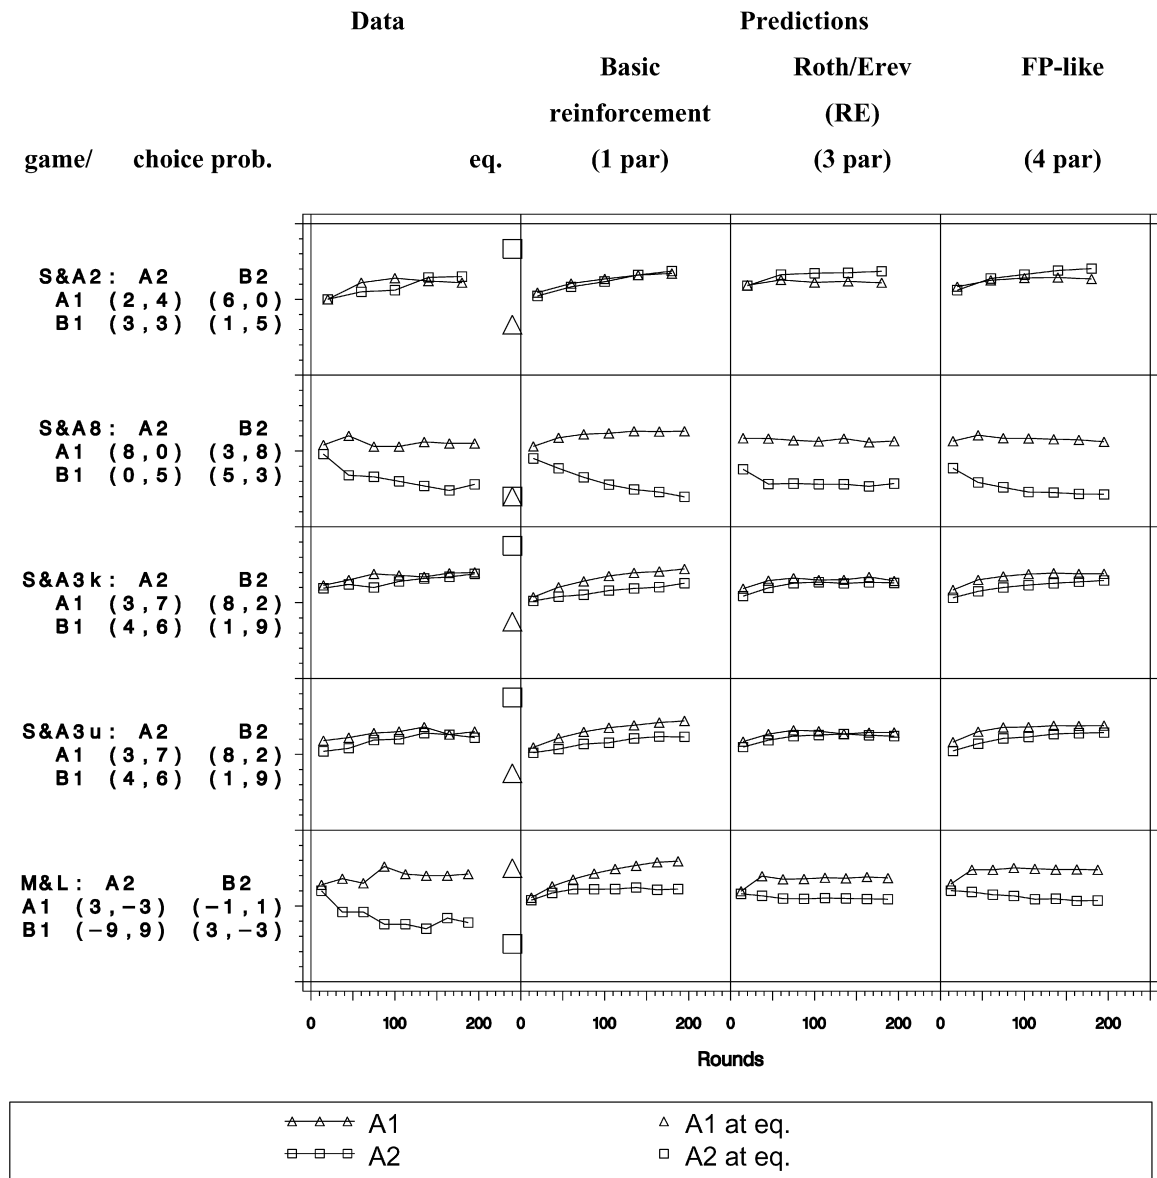 Data Predictions
Basic Roth/Erev FP-like
reinforcement (RE)
game/ choice prob. eq. (1 par) (3 par) (4 par)
S&A2: A2 B2
A1 (2,4) (6,0)
B1 (3,3) (1,5)
S&A8: A2 B2
A1 (8,0) (3,8)
B1 (0,5) (5,3)
S&A3k: A2 B2
A1 (3,7) (8,2)
B1 (4,6) (1,9)
S&A3u: A2 B2
A1 (3,7) (8,2)
B1 (4,6) (1,9)
M&L: A2 B2
A1 (3,−3) (−1,1)
B1 (−9,9) (3,−3)
0 100 200 0 100 200 0 100 200 0 100 200
Rounds
A1 A1 at eq.
A2 A2 at eq.